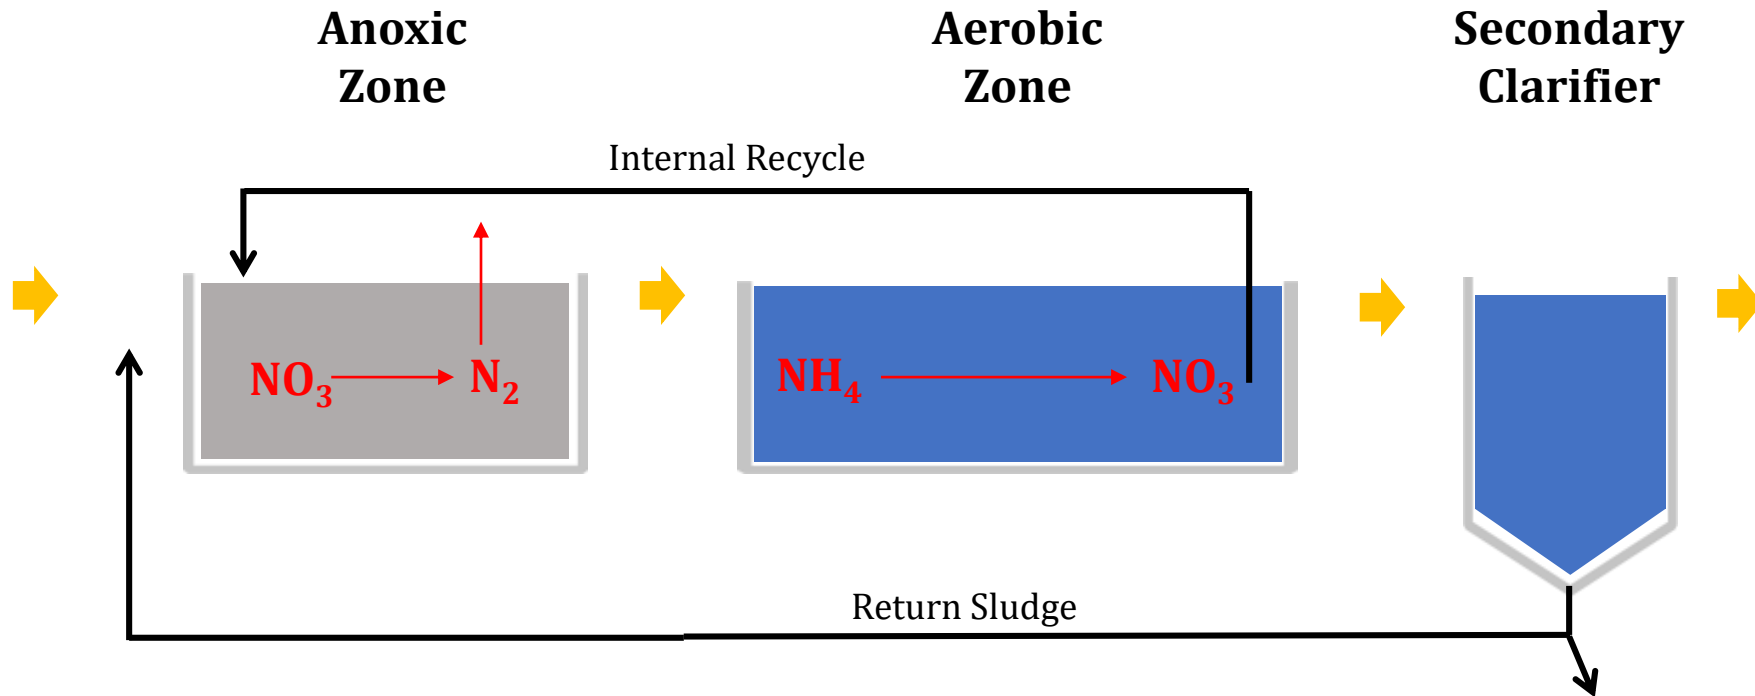 Anoxic
Zone
Aerobic
Zone
Secondary
Clarifier
Internal Recycle
NO₃
N₂
NH₄
NO₃
Return Sludge